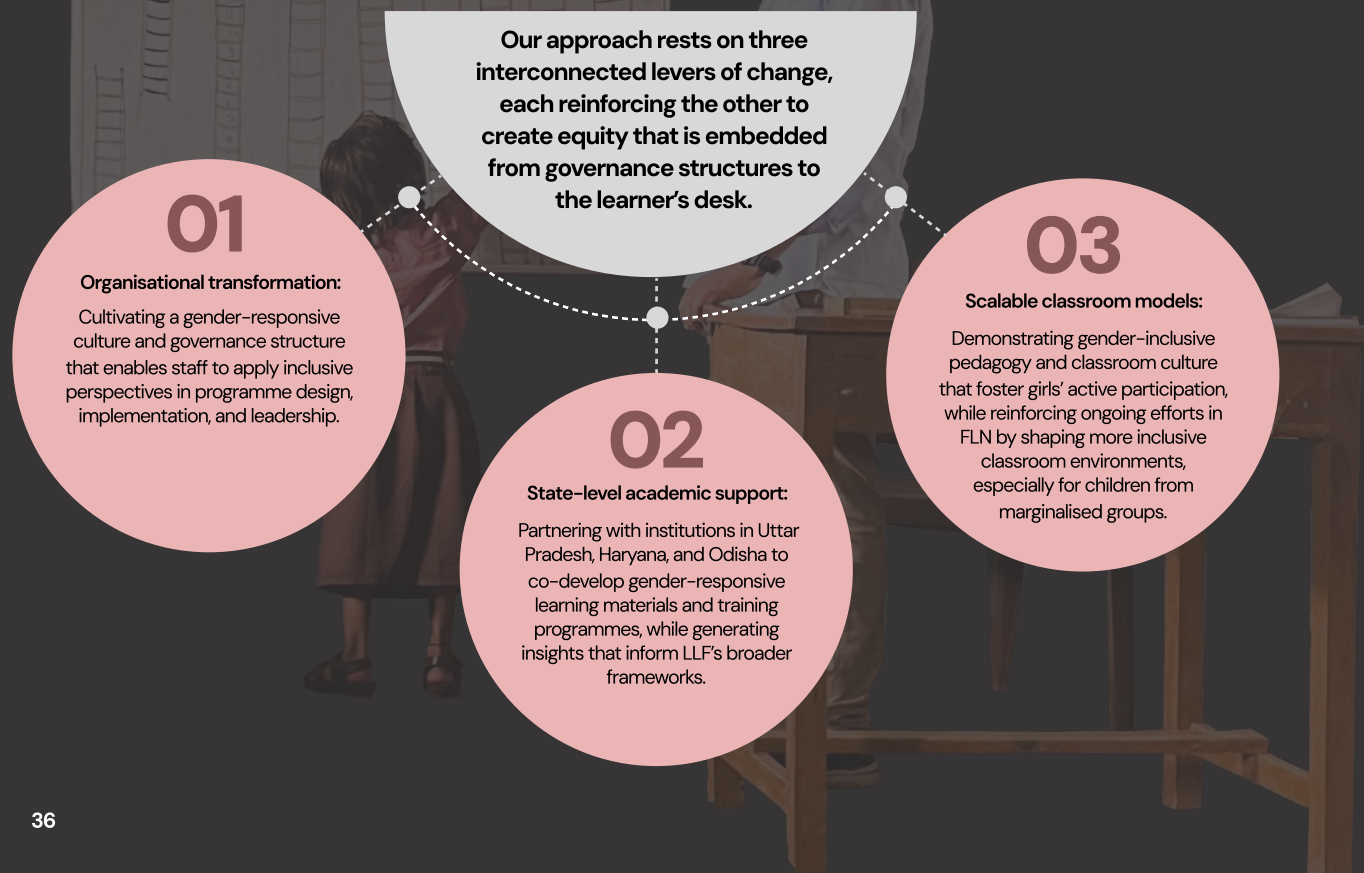 Our approach rests on three
interconnected levers of change,
each reinforcing the other to
create equity that is embedded
from governance structures to
the learner’s desk.
01
Organisational transformation:
Cultivating a gender-responsive
culture and governance structure
that enables staff to apply inclusive
perspectives in programme design,
implementation, and leadership.
02
State-level academic support:
Partnering with institutions in Uttar
Pradesh, Haryana, and Odisha to
co-develop gender-responsive
learning materials and training
programmes, while generating
insights that inform LLF’s broader
frameworks.
03
Scalable classroom models:
Demonstrating gender-inclusive
pedagogy and classroom culture
that foster girls’ active participation,
while reinforcing ongoing efforts in
FLN by shaping more inclusive
classroom environments,
especially for children from
marginalised groups.
36